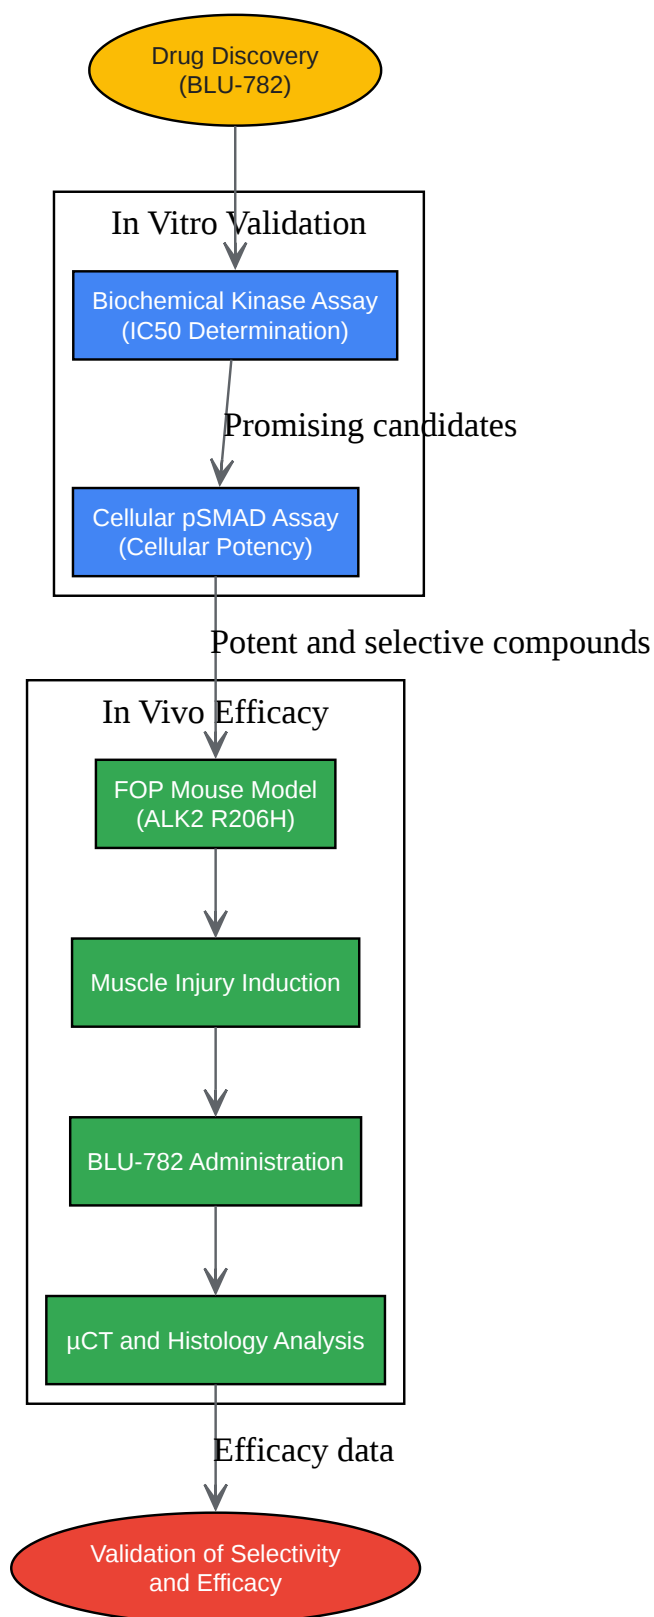 Drug Discovery
(BLU-782)
In Vitro Validation
Biochemical Kinase Assay
(IC50 Determination)
Promising candidates
Cellular pSMAD Assay
(Cellular Potency)
Potent and selective compounds
In Vivo Efficacy
FOP Mouse Model
(ALK2 R206H)
Muscle Injury Induction
BLU-782 Administration
µCT and Histology Analysis
Efficacy data
Validation of Selectivity
and Efficacy